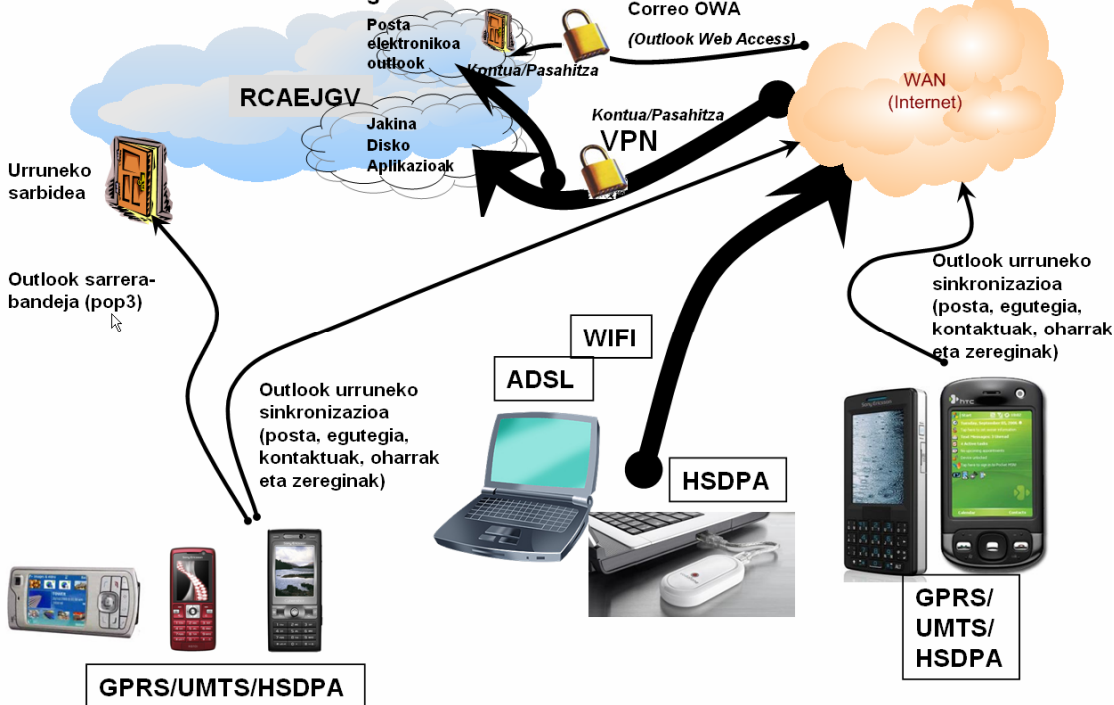 Correo OWA
(Outlook Web Access)
Posta
elektronikoa
outlook
Kontua/Pasahitza
RCAEJGV
WAN
(Internet)
Kontua/Pasahitza
VPN
Jakina
Disko
Aplikazioak
Urruneko
sarbidea
Outlook sarrera-
bandeja (pop3)
Outlook urruneko
sinkronizazioa
(posta, egutegia,
kontaktuak, oharrak
eta zereginak)
WIFI
ADSL
Outlook urruneko
sinkronizazioa
(posta, egutegia,
kontaktuak, oharrak
eta zereginak)
HSDPA
hTC
GPRS/
UMTS/
HSDPA
GPRS/UMTS/HSDPA